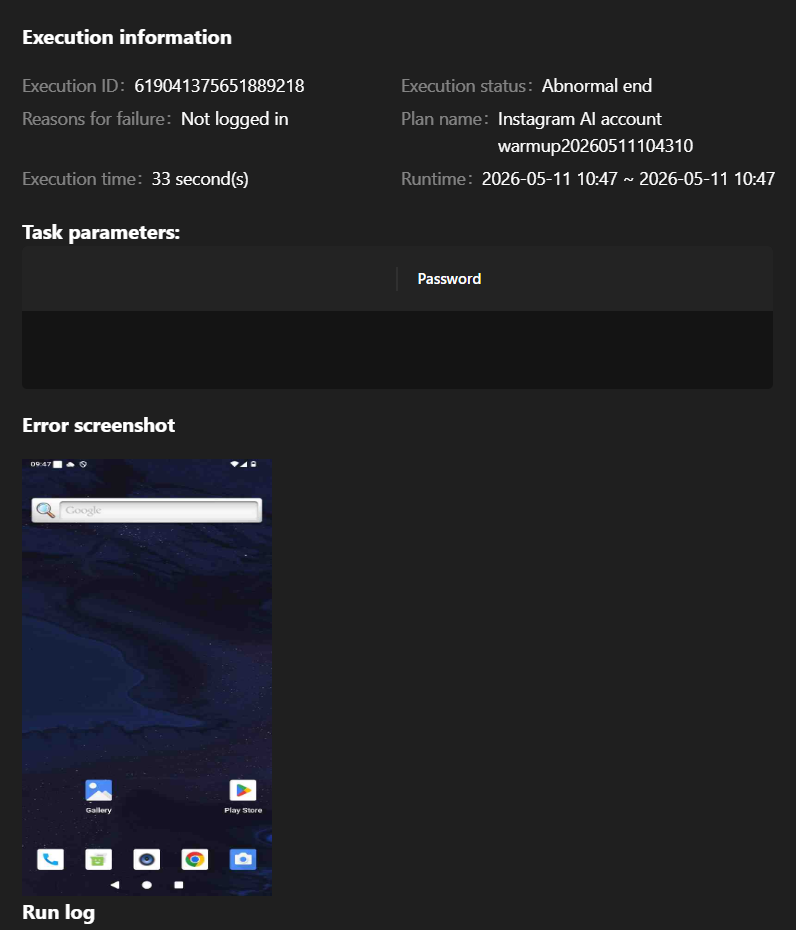 Execution information
Execution ID: 619041375651889218
Execution status: Abnormal end
Reasons for failure: Not logged in
Plan name: Instagram AI account
warmup20260511104310
Execution time: 33 second(s)
Runtime: 2026-05-11 10:47 ~ 2026-05-11 10:47
Task parameters:
Password
Error screenshot
09:47
Google
Gallery
Play Store
Run log